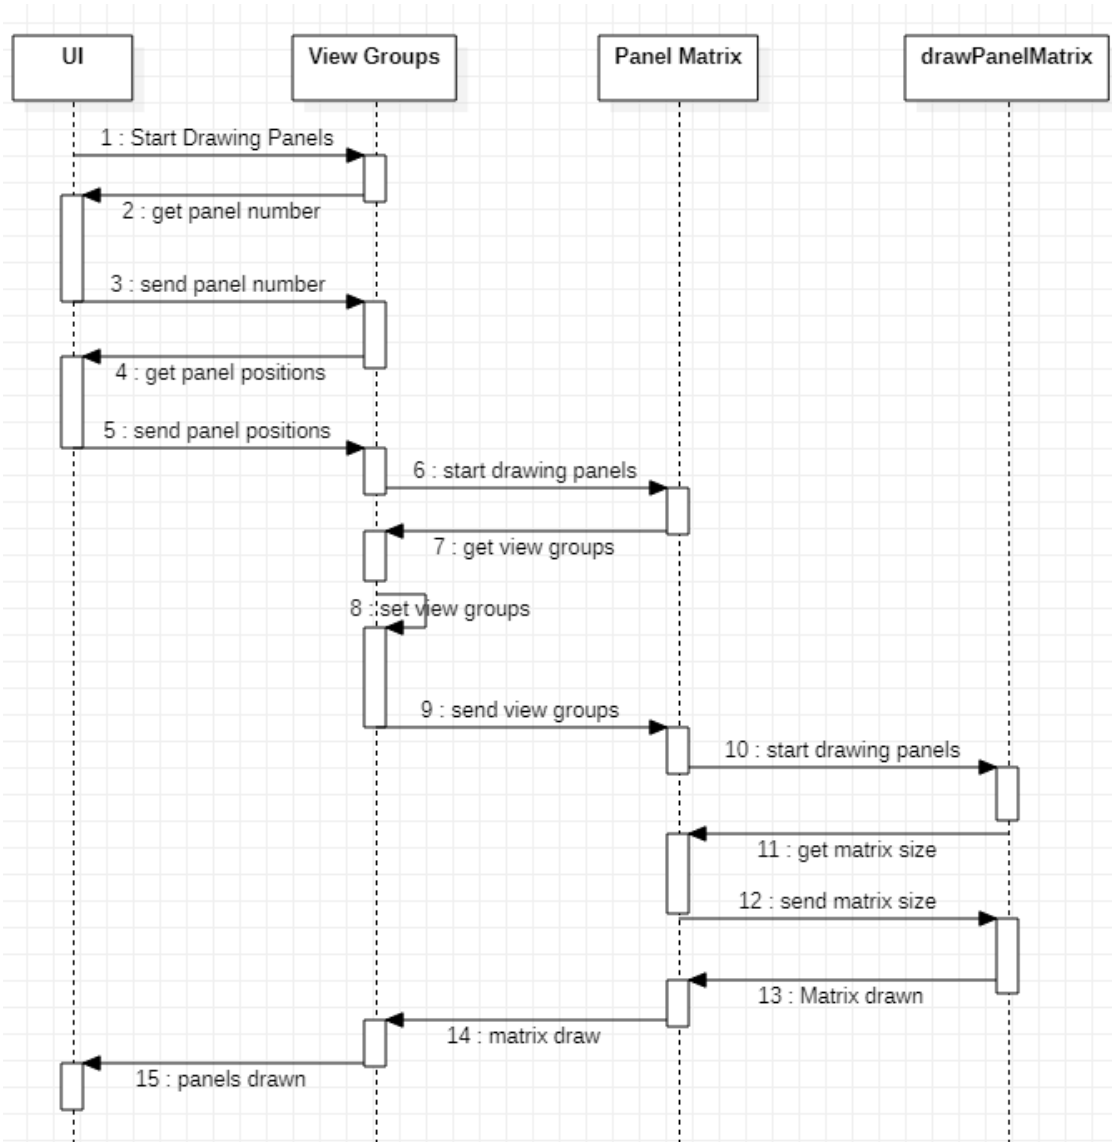 UI
View Groups
Panel Matrix
drawPanelMatrix
1 : Start Drawing Panels
2 : get panel number
3 : send panel number
4 : get panel positions
5 : send panel positions
6 : start drawing panels
7 : get view groups
8 : set view groups
9 : send view groups
10 : start drawing panels
11 : get matrix size
12 : send matrix size
13 : Matrix drawn
14 : matrix draw
15 : panels drawn